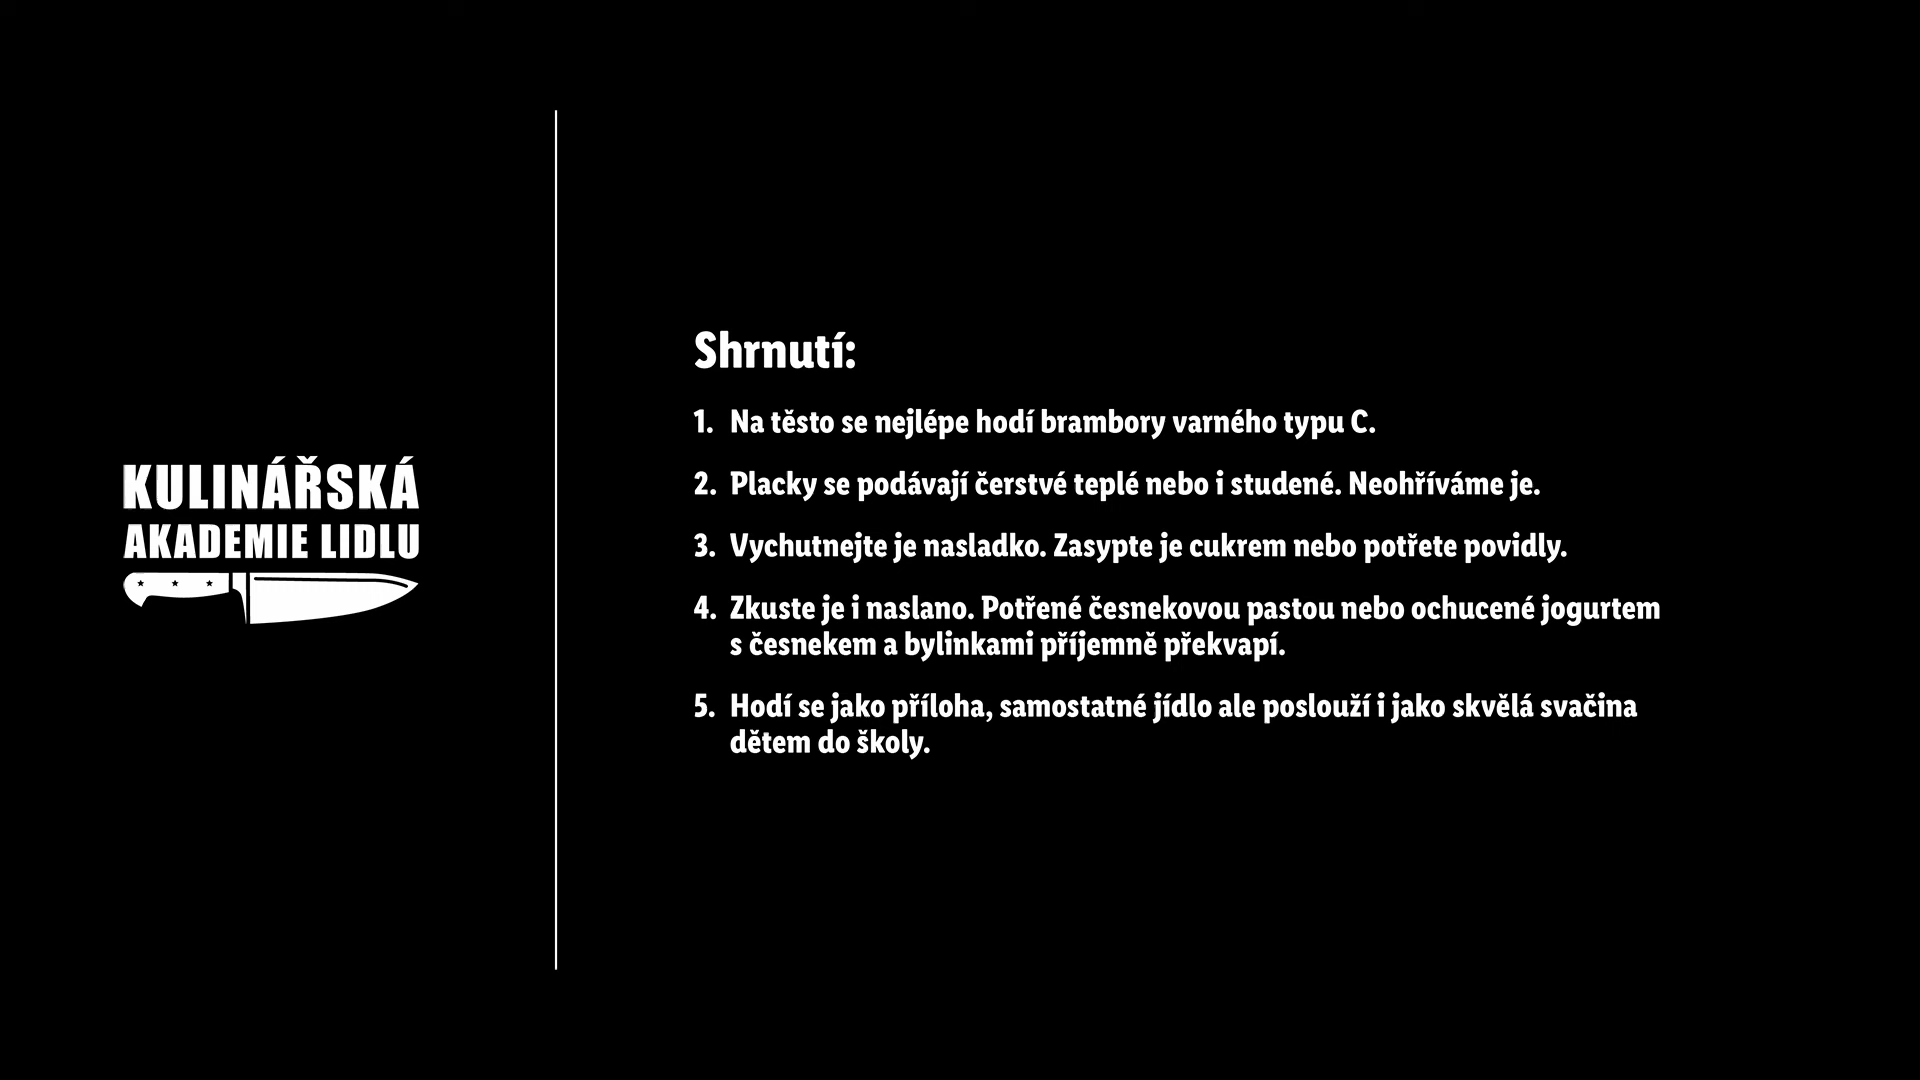 KULINÁŘSKÁ
AKADEMIE LIDLU
Shrnutí:
1. Na těsto se nejlépe hodí brambory varného typu C.
2. Placky se podávají čerstvé teplé nebo i studené. Neohříváme je.
3. Vychutnejte je nasladko. Zasypte je cukrem nebo potřete povidly.
4. Zkuste je i naslano. Potřené česnekovou pastou nebo ochucené jogurtem
s česnekem a bylinkami příjemně překvapí.
5. Hodí se jako příloha, samostatné jídlo ale poslouží i jako skvělá svačina
dětem do školy.